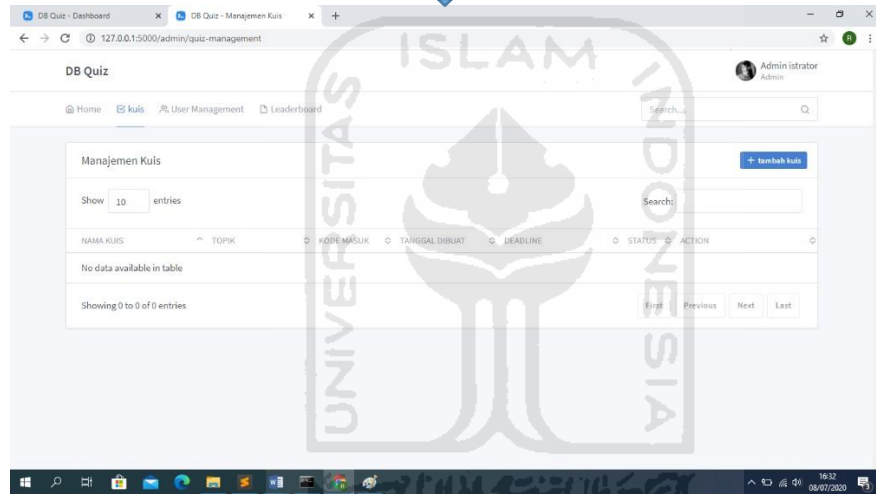 DB Quiz - Dashboard
DB Quiz - Manajemen Kuis
127.0.0.1:5000/admin/quiz-management
R
DB Quiz
Admin istrator
Admin
Home kuis User Management Leaderboard
Search...
Manajemen Kuis
+ tambah kuis
Show 10 entries
Search:
NAMA KUIS TOPIK KODE MASUK TANGGAL DIBUAT DEADLINE STATUS ACTION
No data available in table
Showing 0 to 0 of 0 entries
First Previous Next Last
16:32
08/07/2020
ISLAM
UNIVERSITAS
INDONESIA